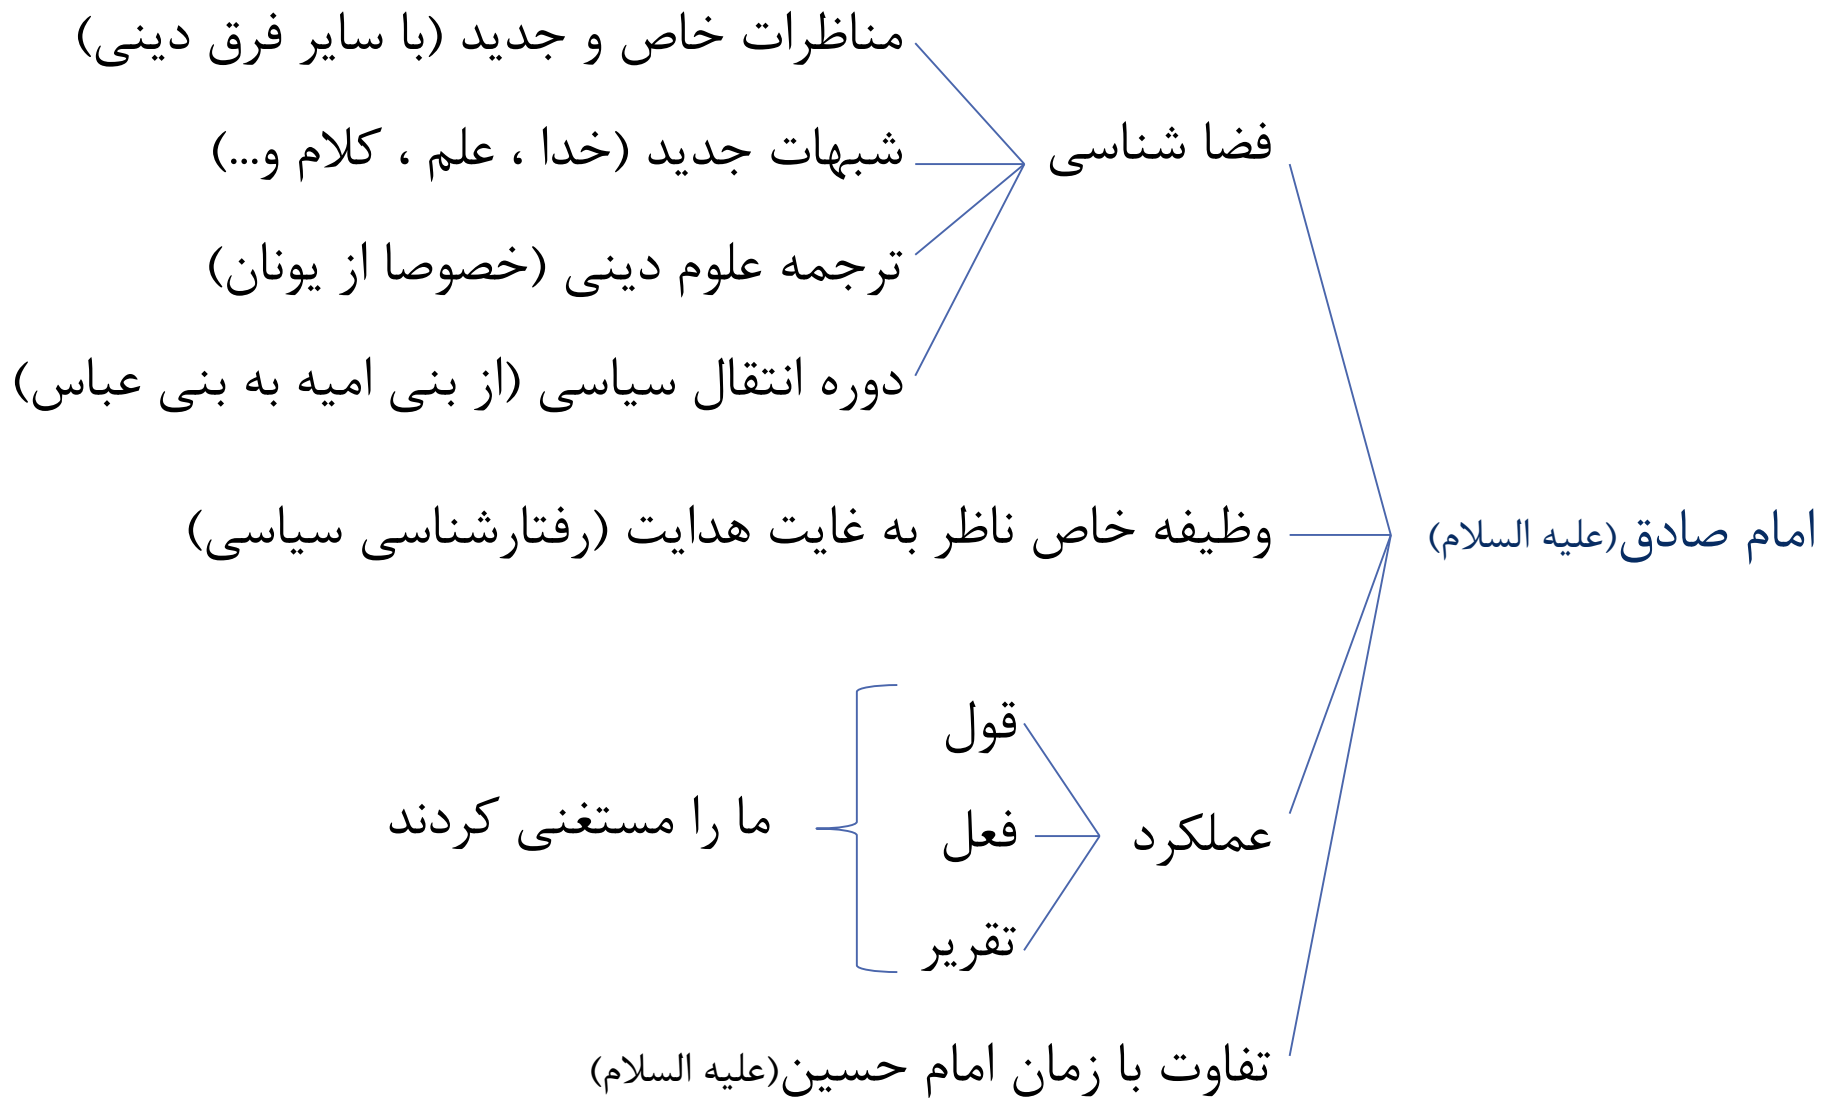 امام صادق(علیه السلام)
فضا شناسی
مناظرات خاص و جدید (با سایر فرق دینی)
شبهات جدید (خدا ، علم ، کلام و...)
ترجمه علوم دینی (خصوصا از یونان)
دوره انتقال سیاسی (از بنی امیه به بنی عباس)
وظیفه خاص ناظر به غایت هدایت (رفتارشناسی سیاسی)
عملکرد
قول
فعل
تقریر
ما را مستغنی کردند
تفاوت با زمان امام حسین(علیه السلام)